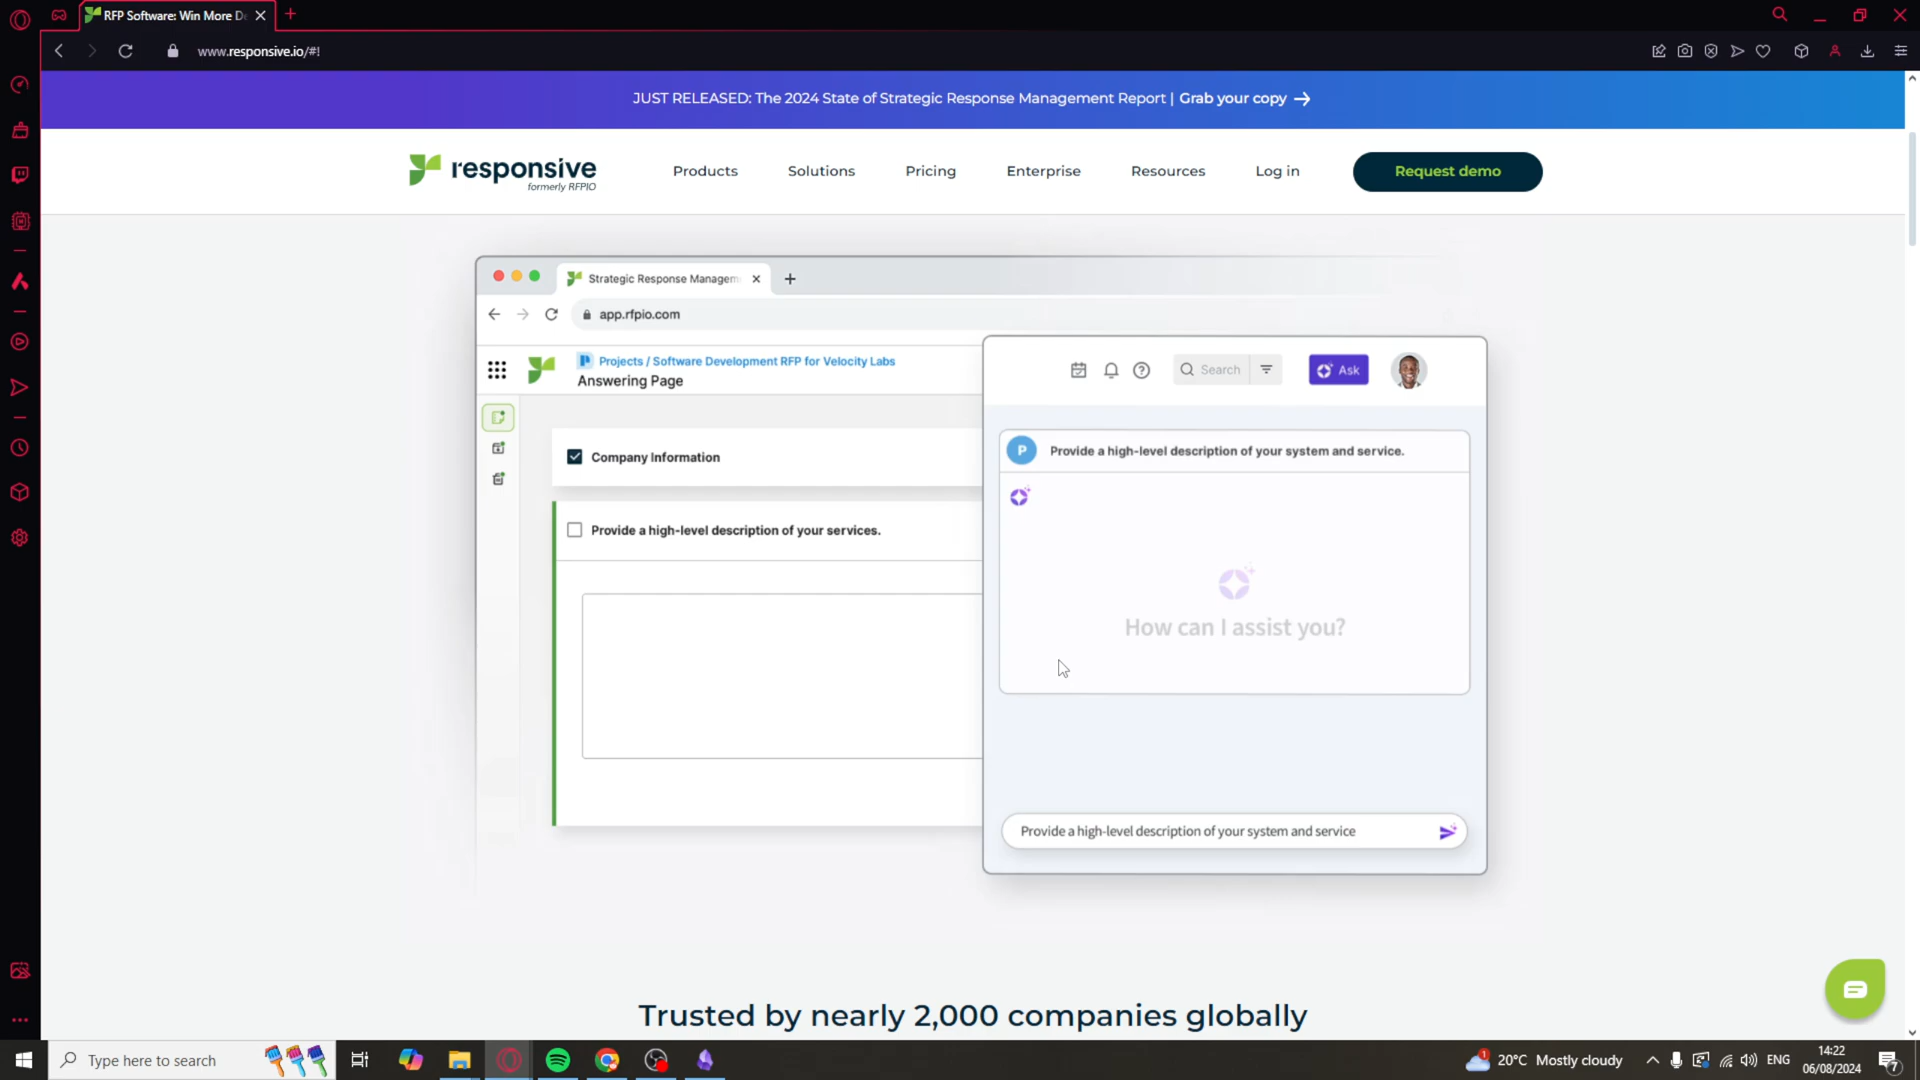 RFP Software: Win More D
www.responsive.io/#!
JUST RELEASED: The 2024 State of Strategic Response Management Report | Grab your copy →
responsive
formerly RFPIO
Products
Solutions
Pricing
Enterprise
Resources
Log in
Request demo
Strategic Response Managem
app.rfpio.com
Projects / Software Development RFP for Velocity Labs
Answering Page
Search
Ask
Company Information
P
Provide a high-level description of your system and service.
Provide a high-level description of your services.
How can I assist you?
Provide a high-level description of your system and service
Trusted by nearly 2,000 companies globally
Type here to search
1
20°C Mostly cloudy
ENG
14:22
06/08/2024
7